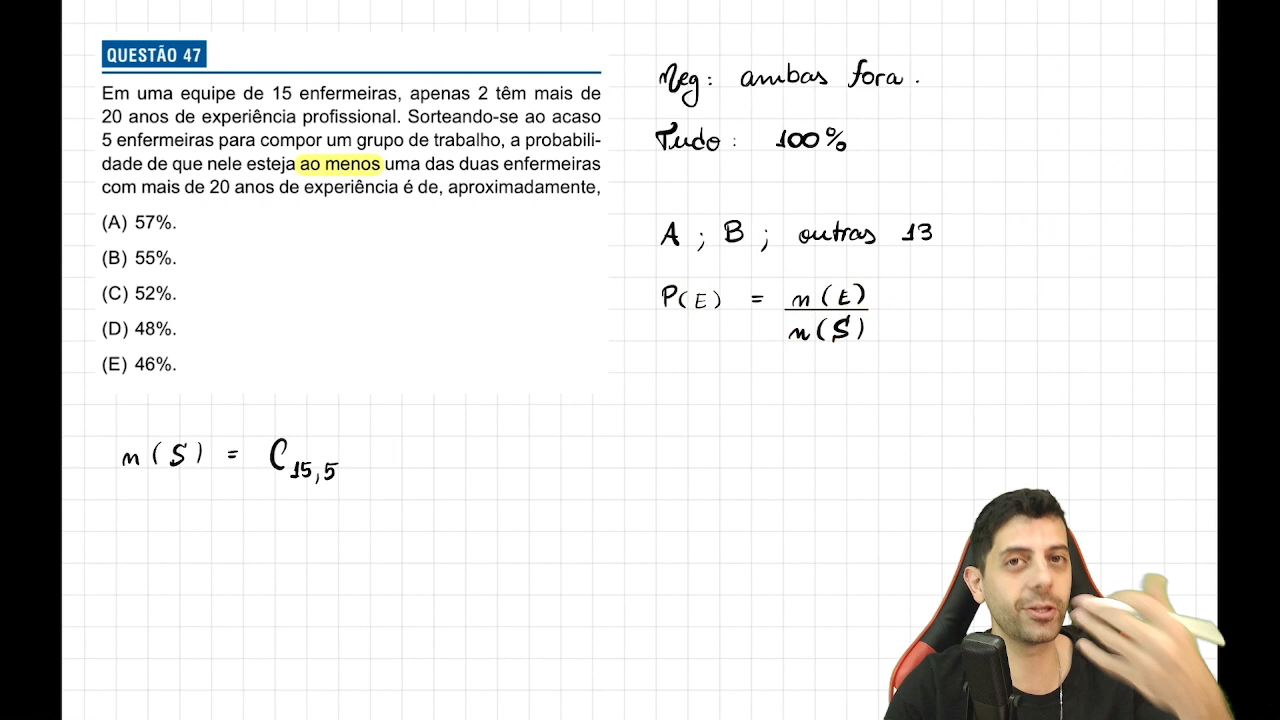 QUESTÃO 47
Em uma equipe de 15 enfermeiras, apenas 2 têm mais de
20 anos de experiência profissional. Sorteando-se ao acaso
5 enfermeiras para compor um grupo de trabalho, a probabili-
dade de que nele esteja ao menos uma das duas enfermeiras
com mais de 20 anos de experiência é de, aproximadamente,
(A) 57%.
(B) 55%.
(C) 52%.
(D) 48%.
(E) 46%.
Neg: ambas fora.
Tudo: 100%
A ; B ; outras 13
P(E) = n(E)
n(S)
n(S) = C15,5